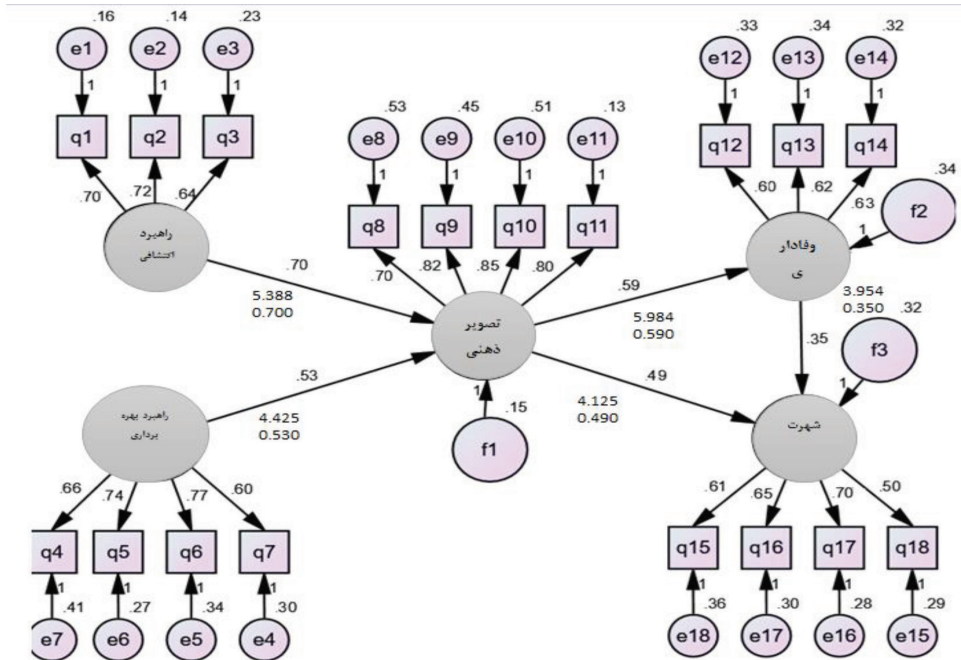 .16 .14 .23
e1 e2 e3
1 1 1
q1 q2 q3
.70 .72 .64
راهبرد
اکتشافی
.53 .45 .51 .13
e8 e9 e10 e11
1 1 1 1
q8 q9 q10 q11
.70 .82 .85 .80
تصویر
ذهنی
.33 .34 .32
e12 e13 e14
1 1 1
q12 q13 q14
.60 .62 .63
.34
f2
1
وفادار
ی
.70
5.388
0.700
.59
5.984
0.590
3.954
0.350
.35
.32
f3
1
.53
4.425
0.530
.49
4.125
0.490
1
.15
f1
راهبرد بهره
برداری
شهرت
.66 .74 .77 .60
q4 q5 q6 q7
1 1 1 1
.41 .27 .34 .30
e7 e6 e5 e4
.61 .65 .70 .50
q15 q16 q17 q18
1 1 1 1
.36 .30 .28 .29
e18 e17 e16 e15